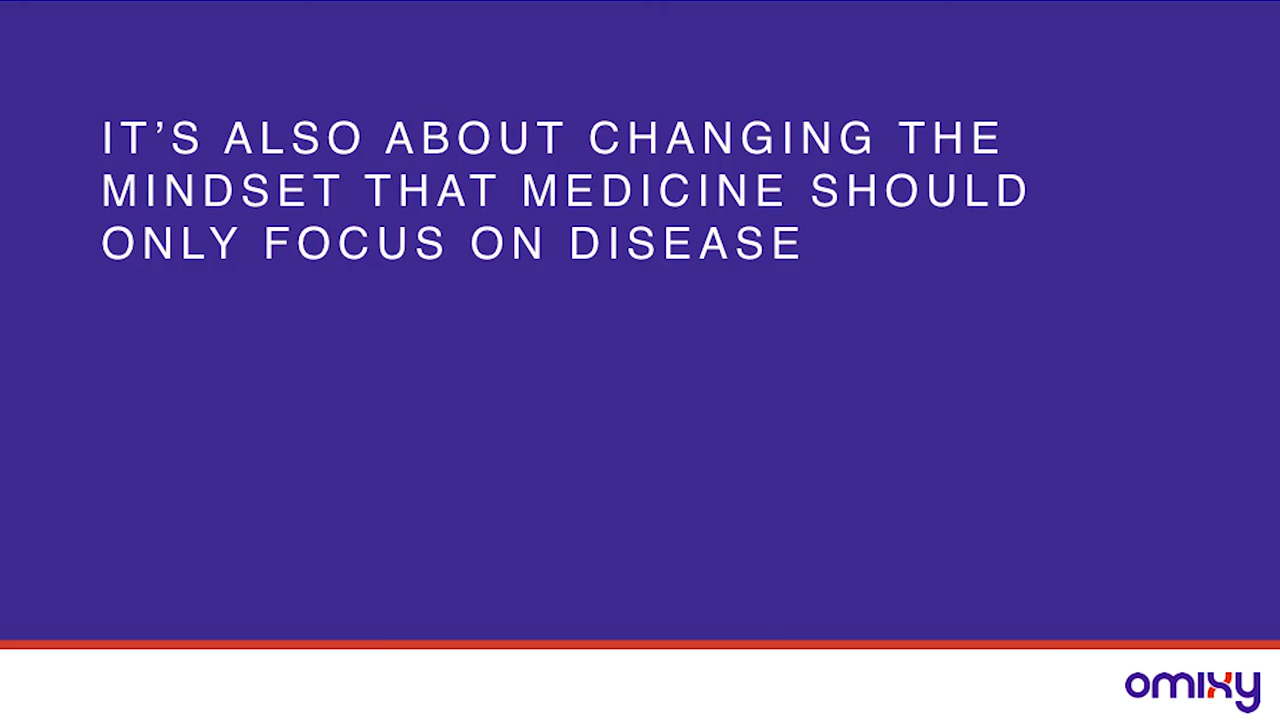 IT’S ALSO ABOUT CHANGING THE
MINDSET THAT MEDICINE SHOULD
ONLY FOCUS ON DISEASE
omixy